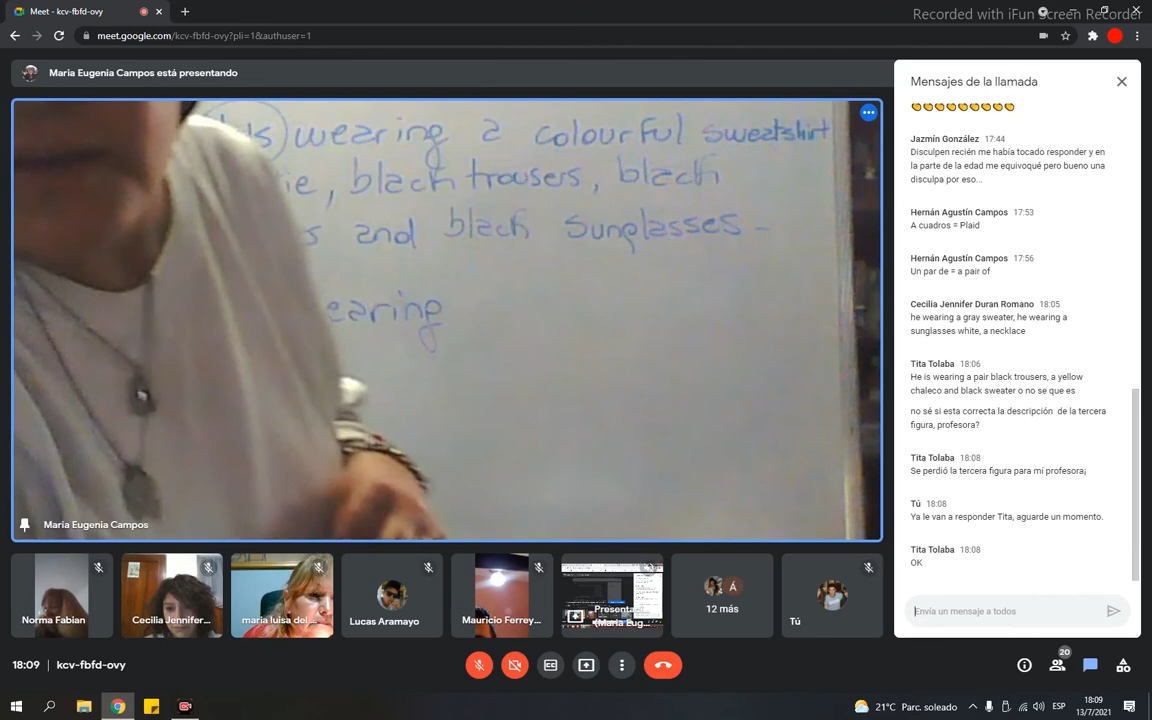 Meet - kcv-fbfd-ovy
Recorded with iFun Screen Recorder
meet.google.com/kcv-fbfd-ovy?pli=1&authuser=1
Maria Eugenia Campos está presentando
wearing a colourful sweatshirt
, black trousers, black
and black sunglasses -
earing
Maria Eugenia Campos
Norma Fabian
Cecilia Jennifer...
maria luisa del ...
Lucas Aramayo
Mauricio Ferrey...
Presenta
(Maria Eug...
Á
12 más
Tú
Mensajes de la llamada
Jazmín González 17:44
Disculpen recién me había tocado responder y en
la parte de la edad me equivoqué pero bueno una
disculpa por eso...
Hernán Agustín Campos 17:53
A cuadros = Plaid
Hernán Agustín Campos 17:56
Un par de = a pair of
Cecilia Jennifer Duran Romano 18:05
he wearing a gray sweater, he wearing a
sunglasses white, a necklace
Tita Tolaba 18:06
He is wearing a pair black trousers, a yellow
chaleco and black sweater o no se que es
no sé si esta correcta la descripción de la tercera
figura, profesora?
Tita Tolaba 18:08
Se perdió la tercera figura para mí profesora¡
Tú 18:08
Ya le van a responder Tita, aguarde un momento.
Tita Tolaba 18:08
OK
Envía un mensaje a todos
18:09 kcv-fbfd-ovy
20
21°C Parc. soleado
ESP
18:09
13/7/2021